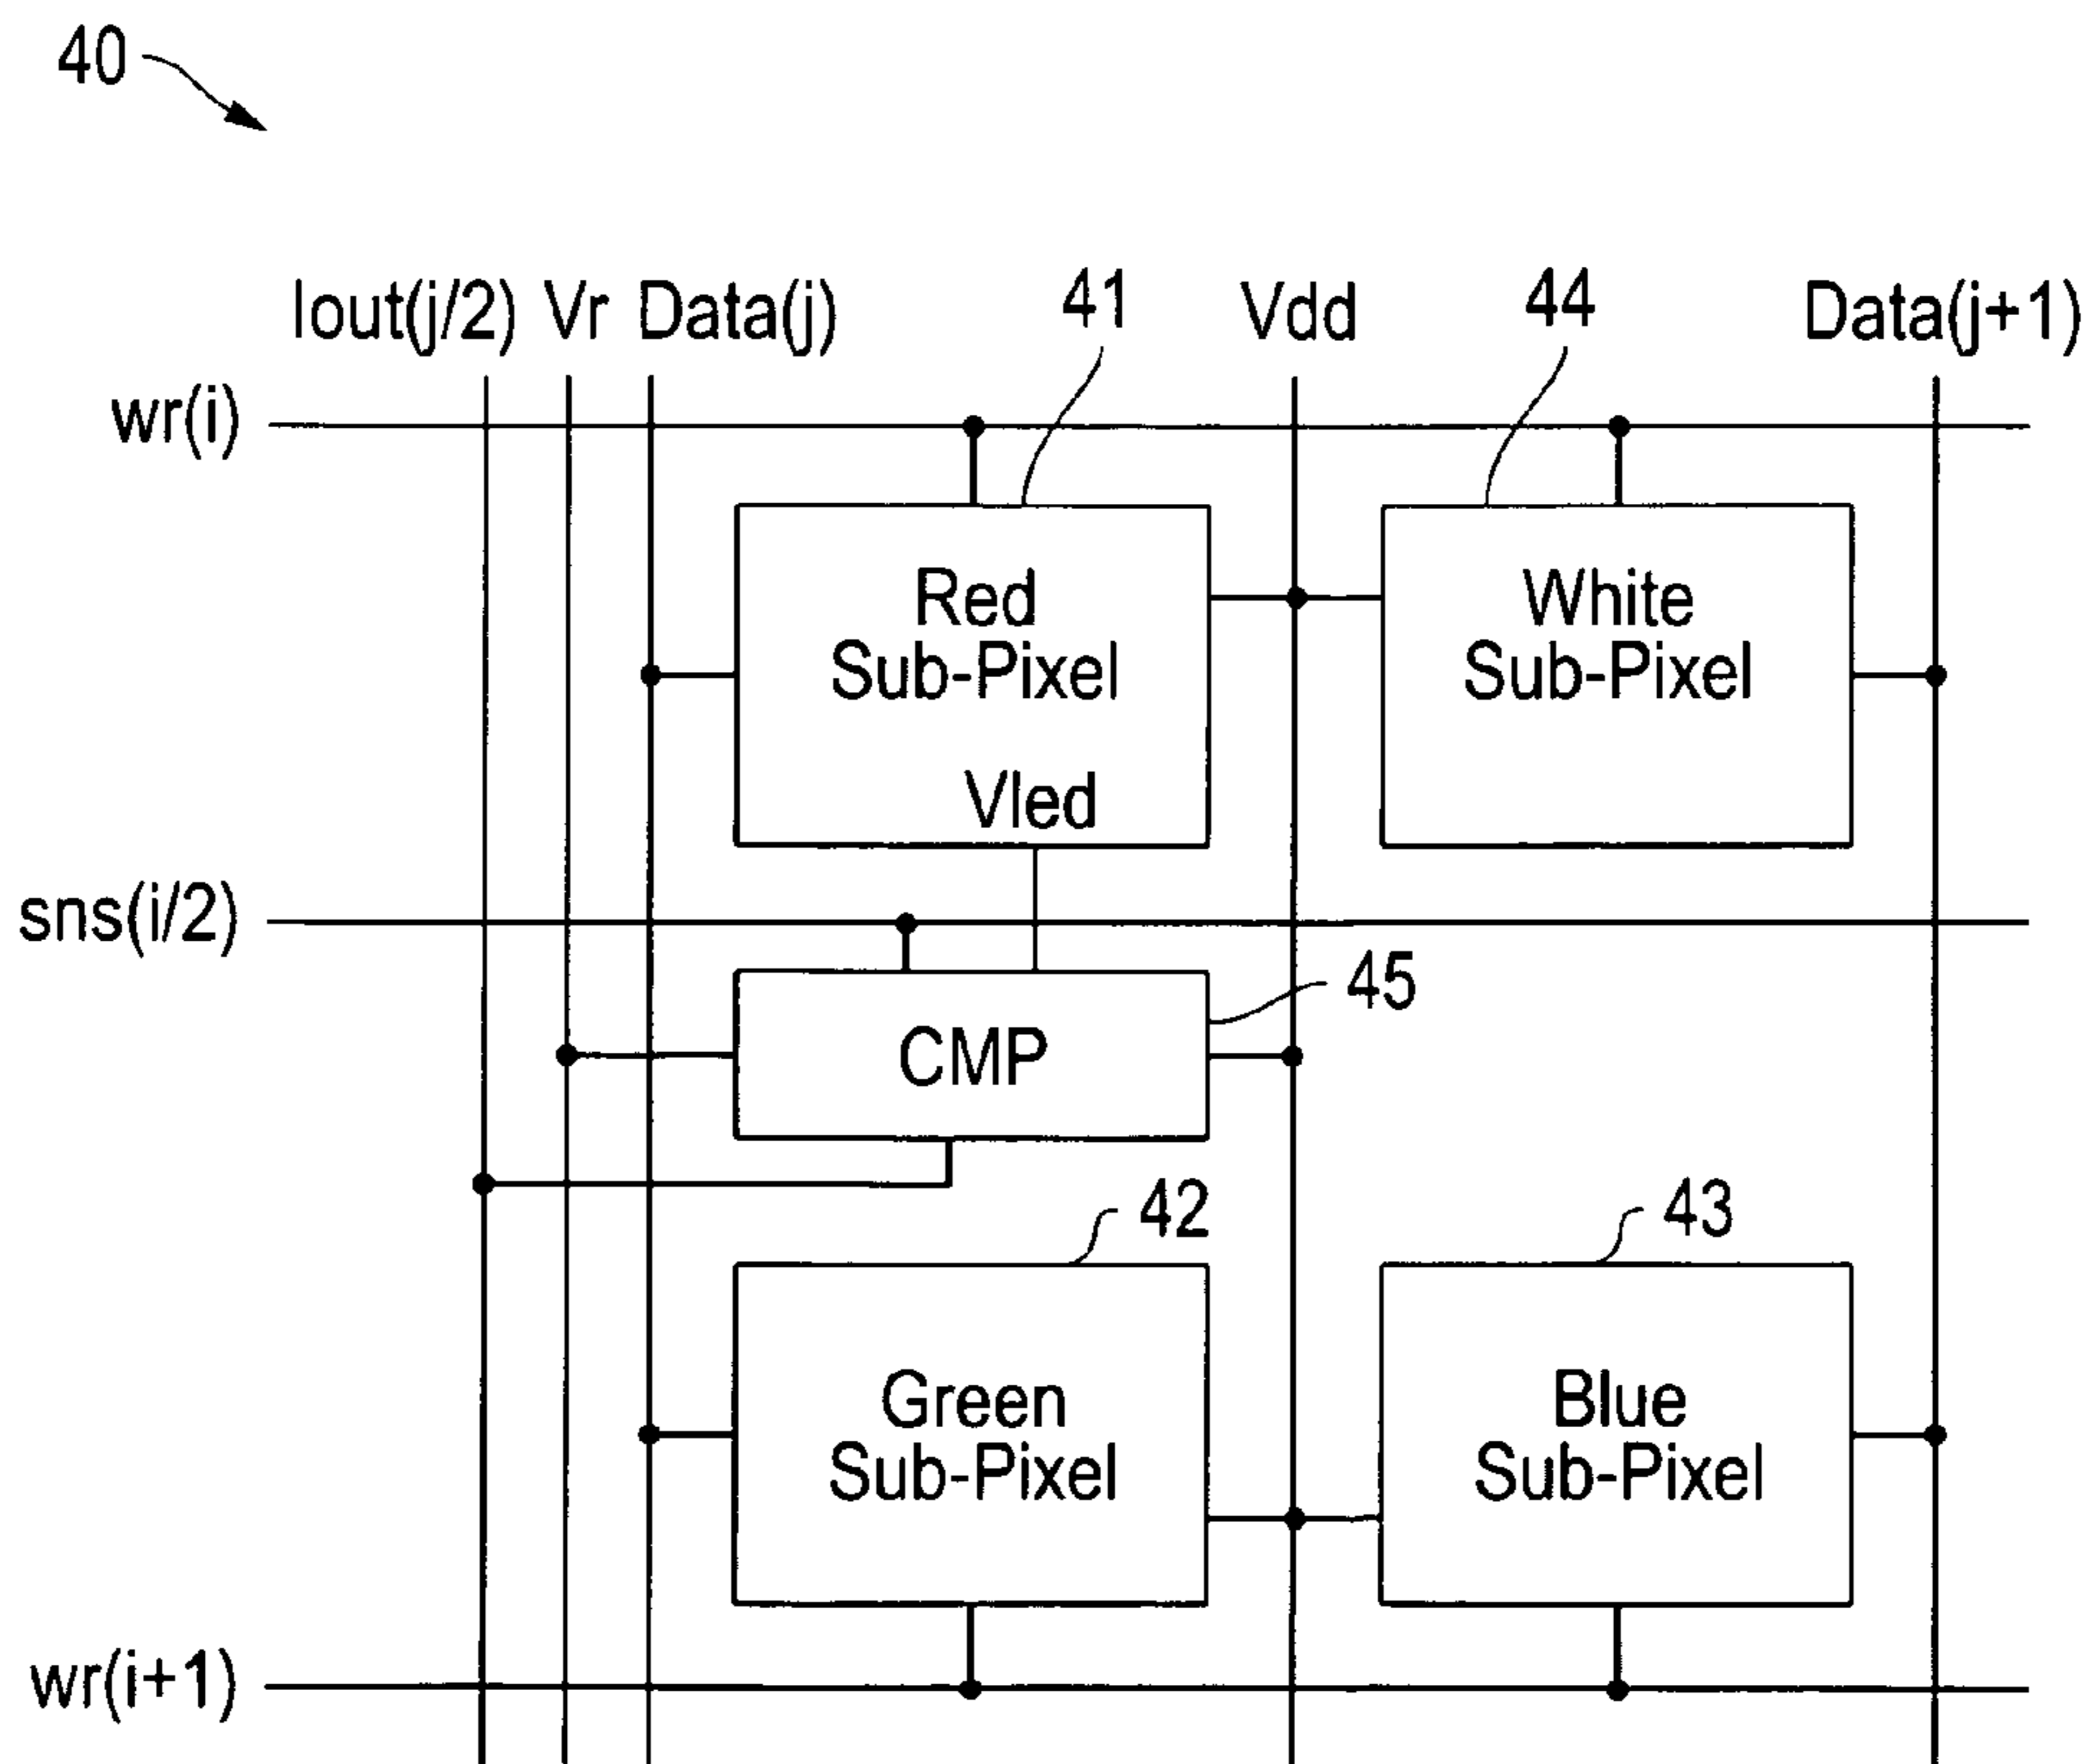 40
Iout(j/2) Vr Data(j) 41 Vdd 44 Data(j+1)
wr(i)
Red
Sub-Pixel
White
Sub-Pixel
Vled
sns(i/2)
45
CMP
42
43
Green
Sub-Pixel
Blue
Sub-Pixel
wr(i+1)